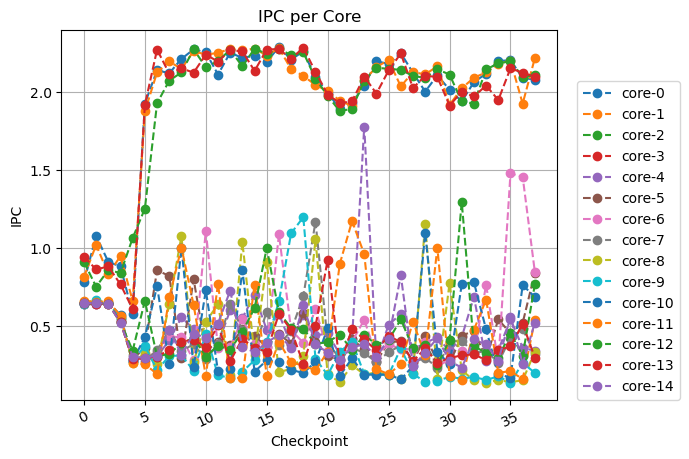 IPC per Core
IPC
2.0
1.5
1.0
0.5
0
5
10
15
20
25
30
35
Checkpoint
core-0
core-1
core-2
core-3
core-4
core-5
core-6
core-7
core-8
core-9
core-10
core-11
core-12
core-13
core-14